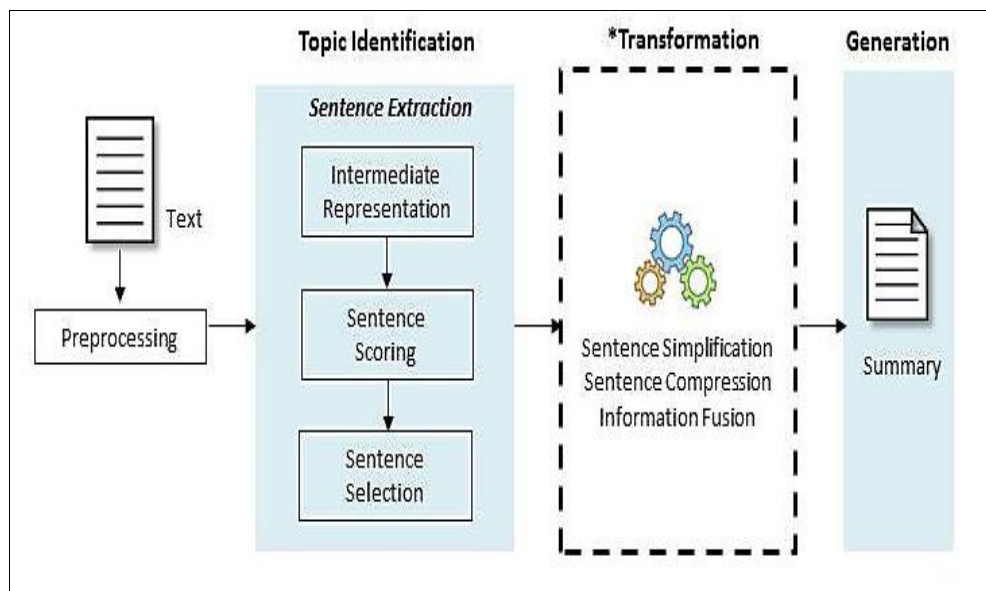 Topic Identification
*Transformation
Generation
Sentence Extraction
Text
Preprocessing
Intermediate
Representation
Sentence
Scoring
Sentence
Selection
Sentence Simplification
Sentence Compression
Information Fusion
Summary